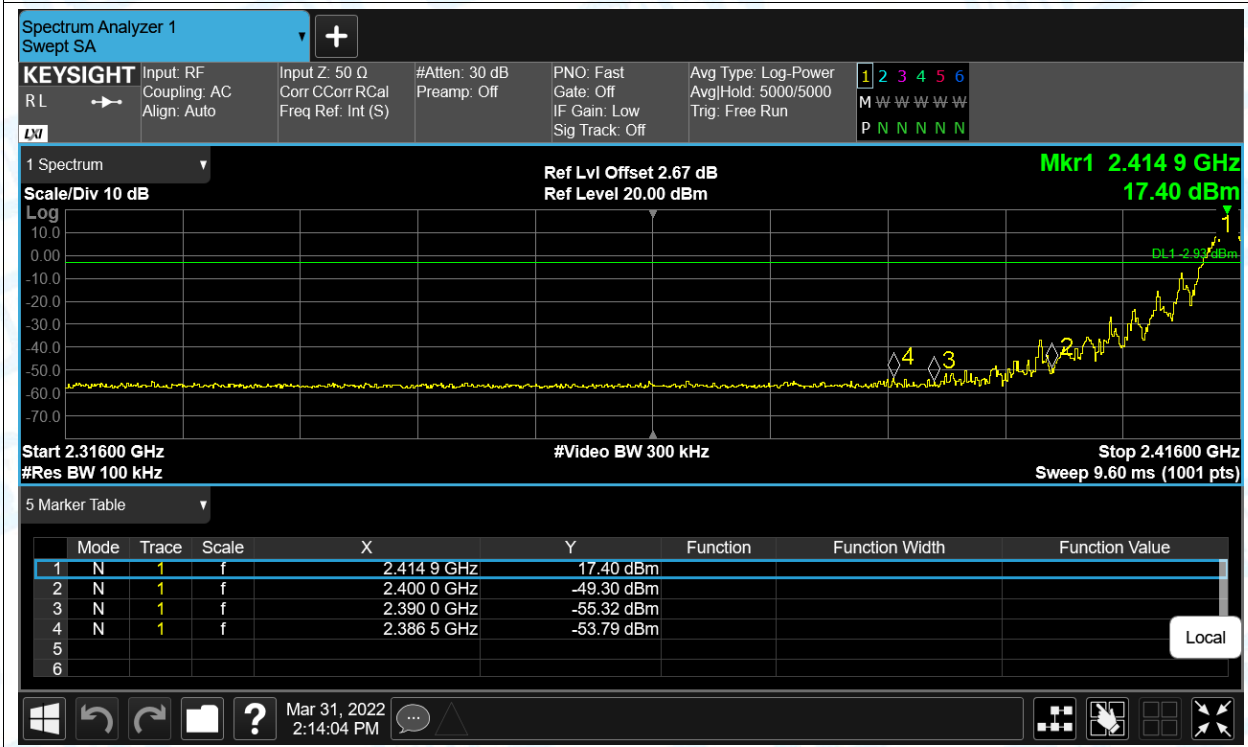 Spectrum Analyzer 1
Swept SA
KEYSIGHT
R L
LXI
Input: RF
Coupling: AC
Align: Auto
Input Z: 50 Ω
Corr CCorr RCal
Freq Ref: Int (S)
#Atten: 30 dB
Preamp: Off
PNO: Fast
Gate: Off
IF Gain: Low
Sig Track: Off
Avg Type: Log-Power
Avg|Hold: 5000/5000
Trig: Free Run
1 2 3 4 5 6
M W W W W W
P N N N N N
1 Spectrum
Scale/Div 10 dB
Ref Lvl Offset 2.67 dB
Ref Level 20.00 dBm
Mkr1 2.414 9 GHz
17.40 dBm
Log
10.0
0.00
-10.0
-20.0
-30.0
-40.0
-50.0
-60.0
-70.0
1
DL1 -2.93 dBm
4 3 2
Start 2.31600 GHz
#Video BW 300 kHz
Stop 2.41600 GHz
#Res BW 100 kHz
Sweep 9.60 ms (1001 pts)
5 Marker Table
Mode Trace Scale X Y Function Function Width Function Value
1 N 1 f 2.414 9 GHz 17.40 dBm
2 N 1 f 2.400 0 GHz -49.30 dBm
3 N 1 f 2.390 0 GHz -55.32 dBm
4 N 1 f 2.386 5 GHz -53.79 dBm
5
6
Local
?
Mar 31, 2022
2:14:04 PM